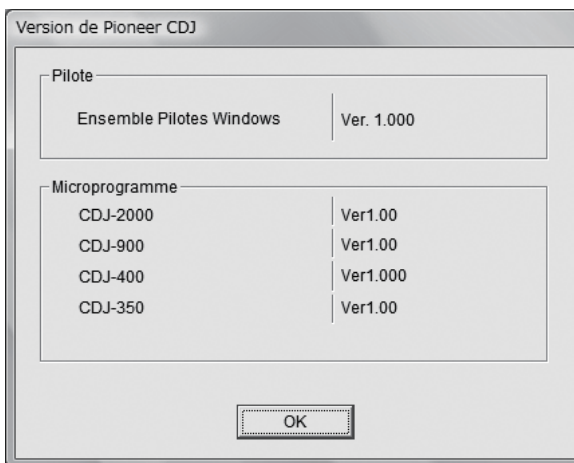 Version de Pioneer CDJ
Pilote
Ensemble Pilotes Windows Ver. 1.000
Microprogramme
CDJ-2000 Ver1.00
CDJ-900 Ver1.00
CDJ-400 Ver1.000
CDJ-350 Ver1.00
OK